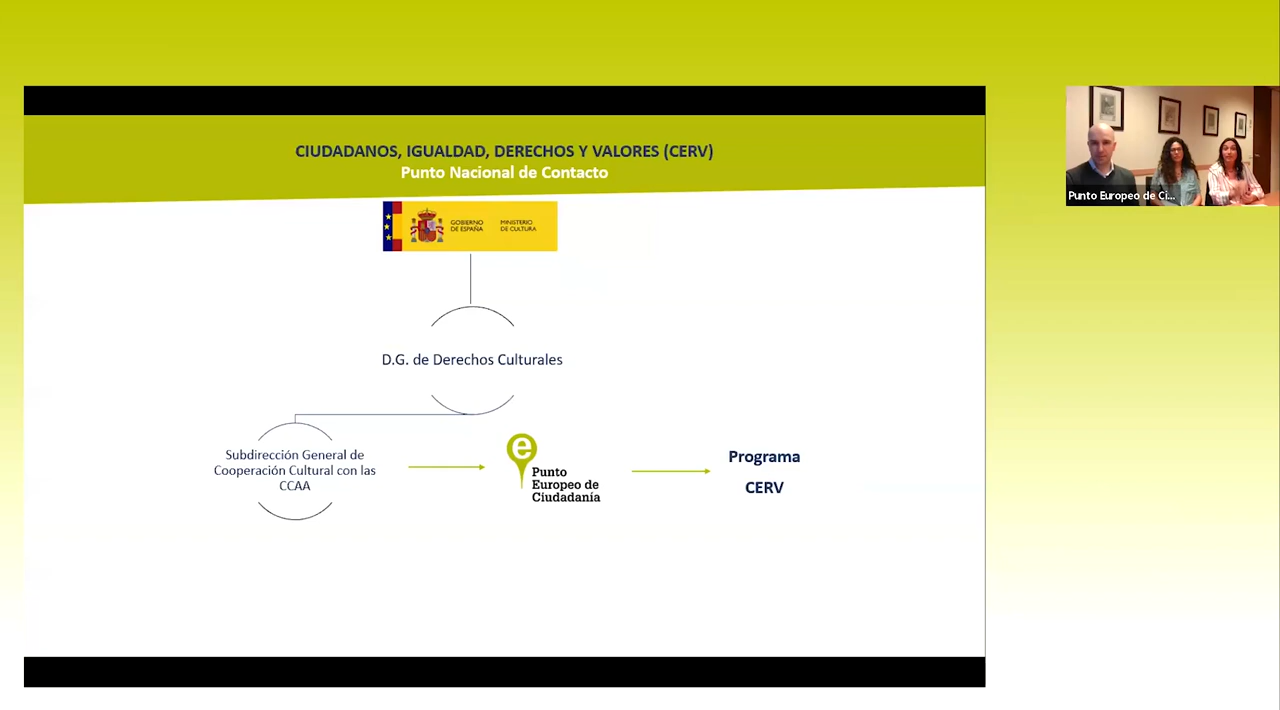 CIUDADANOS, IGUALDAD, DERECHOS Y VALORES (CERV)
Punto Nacional de Contacto
GOBIERNO
DE ESPAÑA
MINISTERIO
DE CULTURA
D.G. de Derechos Culturales
Subdirección General de
Cooperación Cultural con las
CCAA
e
Punto
Europeo de
Ciudadanía
Programa
CERV
Punto Europeo de Ci...